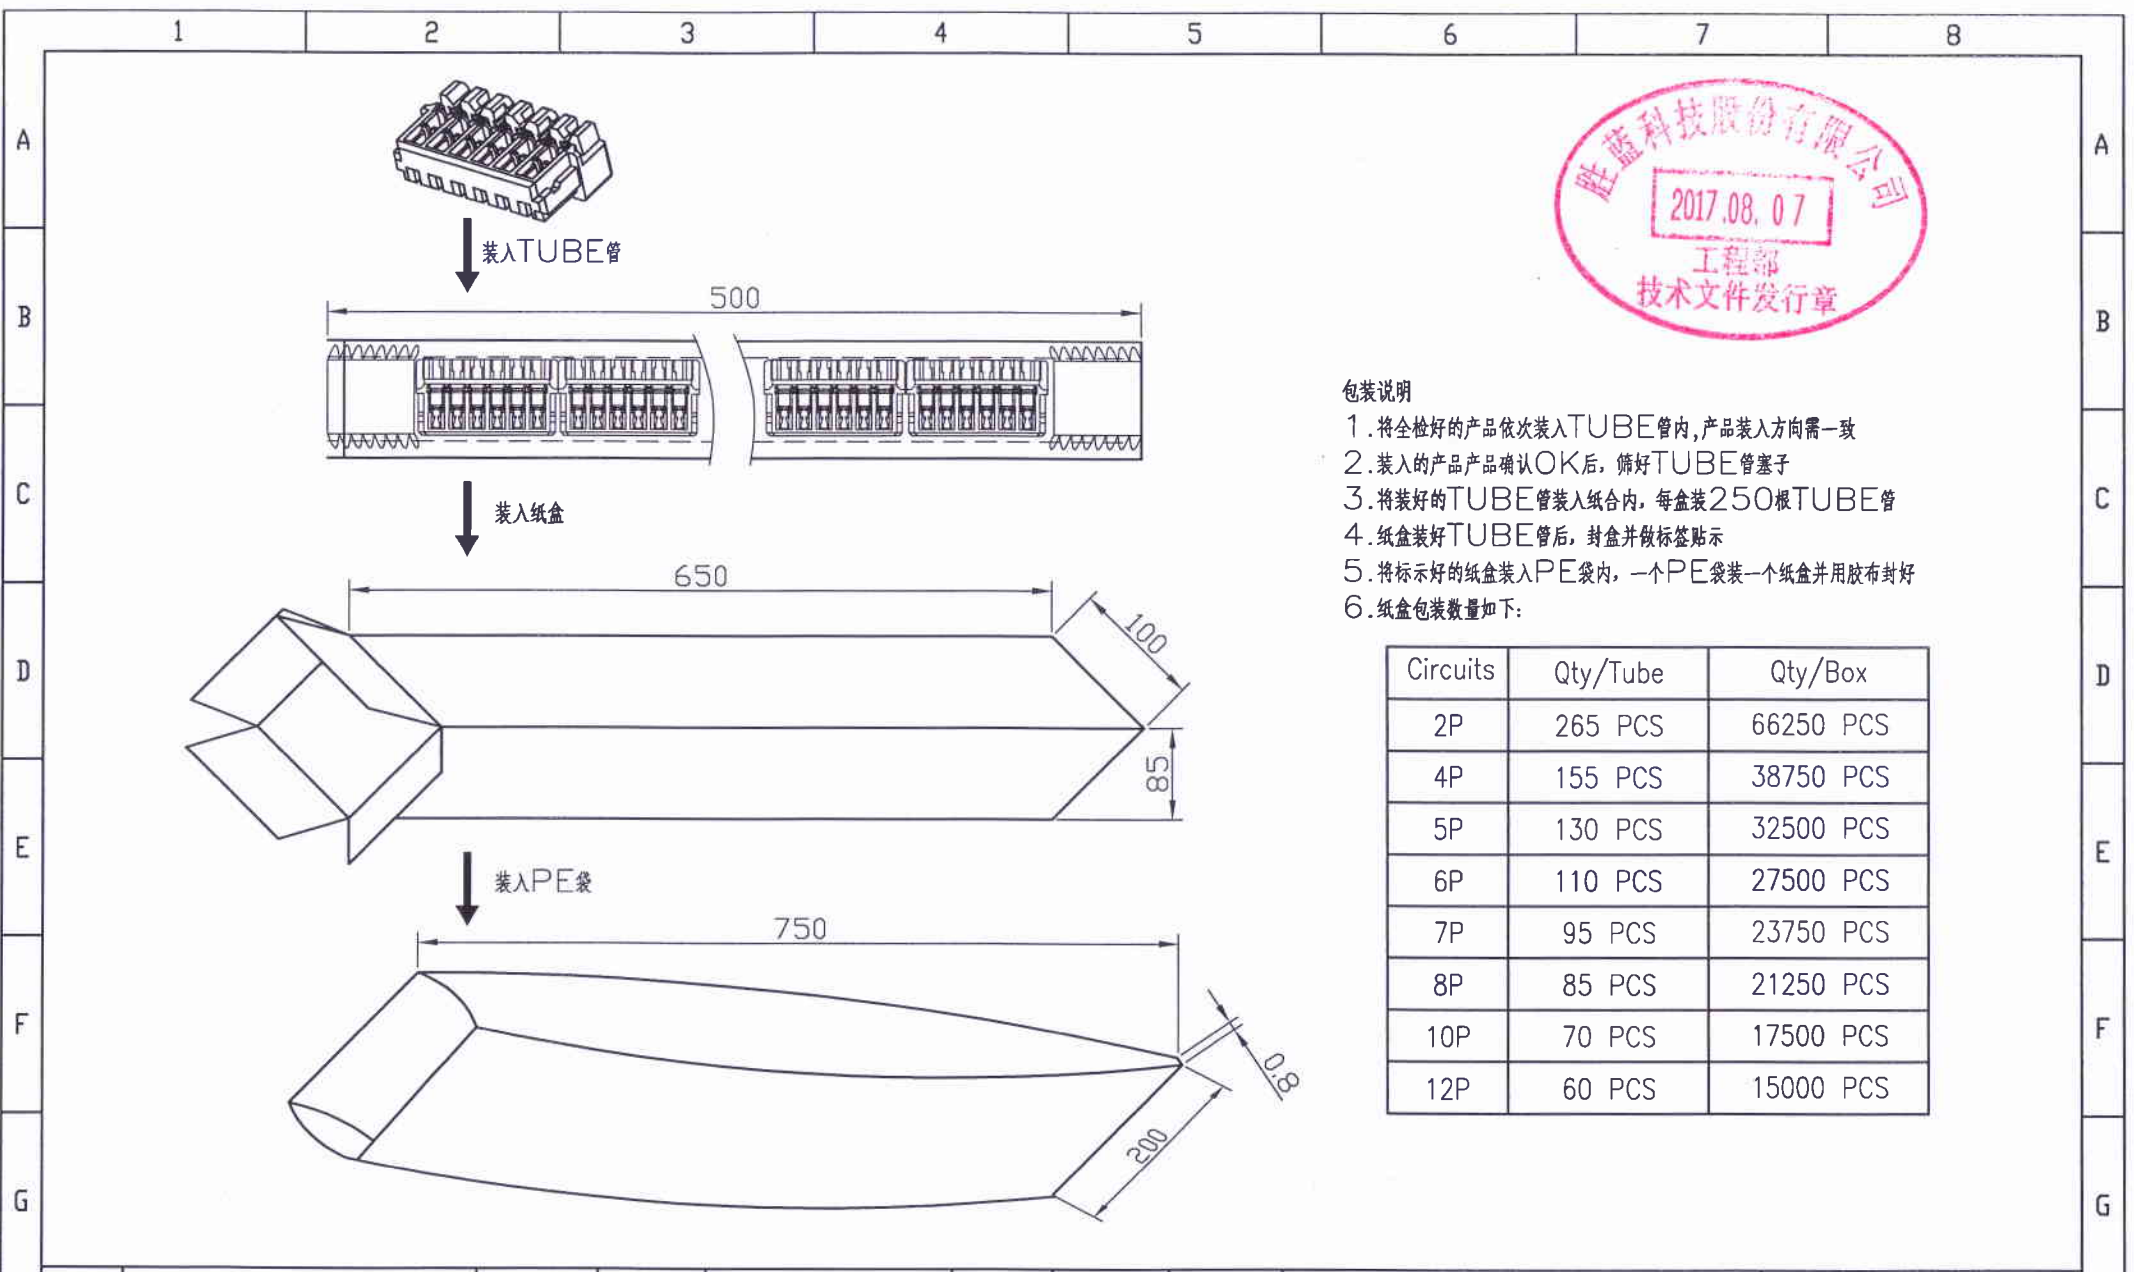 1 2 3 4 5 6 7 8
A A
B B
C C
D D
E E
F F
G G
装入TUBE管
500
装入纸盒
650
100
85
装入PE袋
750
0.8
200
胜蓝科技股份有限公司
2017.08.07
工程部
技术文件发行章
包装说明
1.将全检好的产品依次装入TUBE管内,产品装入方向需一致
2.装入的产品产品确认OK后,饰好TUBE管塞子
3.将装好的TUBE管装入纸合内,每盒装250根TUBE管
4.纸盒装好TUBE管后,封盒并做标签贴示
5.将标示好的纸盒装入PE袋内,一个PE袋装一个纸盒并用胶布封好
6.纸盒包装数量如下:
Circuits Qty/Tube Qty/Box
2P 265 PCS 66250 PCS
4P 155 PCS 38750 PCS
5P 130 PCS 32500 PCS
6P 110 PCS 27500 PCS
7P 95 PCS 23750 PCS
8P 85 PCS 21250 PCS
10P 70 PCS 17500 PCS
12P 60 PCS 15000 PCS